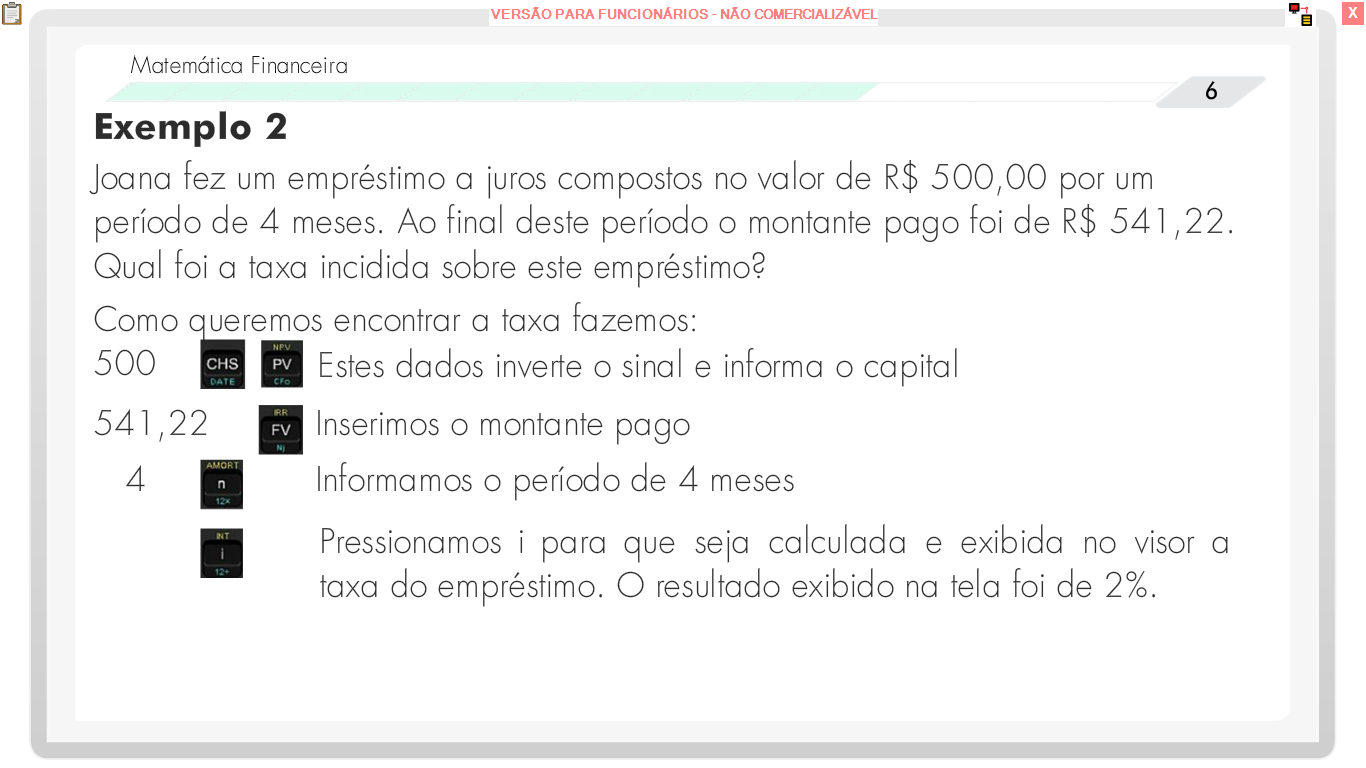 VERSÃO PARA FUNCIONÁRIOS - NÃO COMERCIALIZÁVEL
X
Matemática Financeira
6
Exemplo 2
Joana fez um empréstimo a juros compostos no valor de R$ 500,00 por um
período de 4 meses. Ao final deste período o montante pago foi de R$ 541,22.
Qual foi a taxa incidida sobre este empréstimo?
Como queremos encontrar a taxa fazemos:
NPV
500 CHS PV Estes dados inverte o sinal e informa o capital
DATE CFo
IRR
541,22 FV Inserimos o montante pago
Nj
AMORT
4 n Informamos o período de 4 meses
12×
INT
i Pressionamos i para que seja calculada e exibida no visor a
12÷
taxa do empréstimo. O resultado exibido na tela foi de 2%.